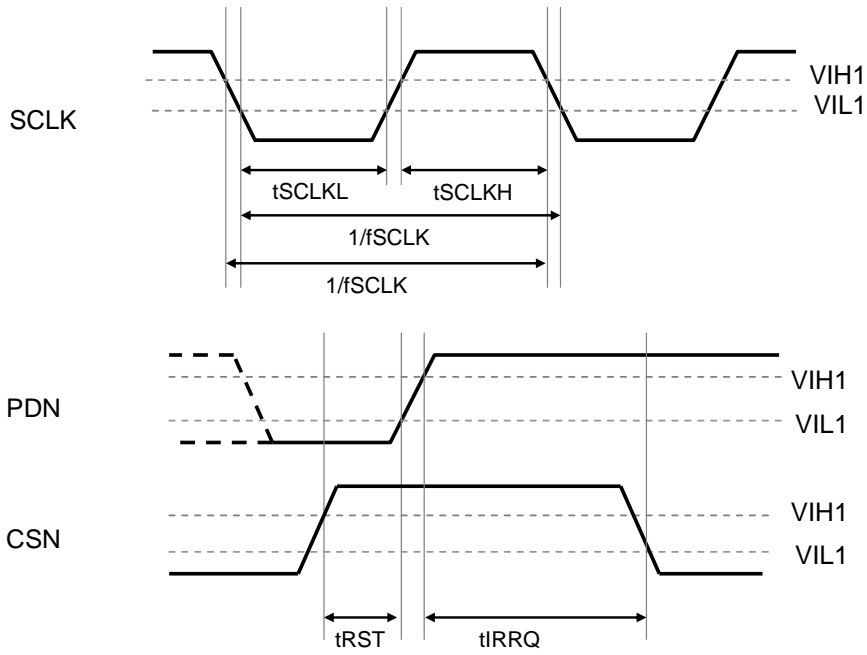 VIH1
VIL1
SCLK
tSCLKL
tSCLKH
1/fSCLK
1/fSCLK
VIH1
PDN
VIL1
VIH1
CSN
VIL1
tRST
tIRRQ